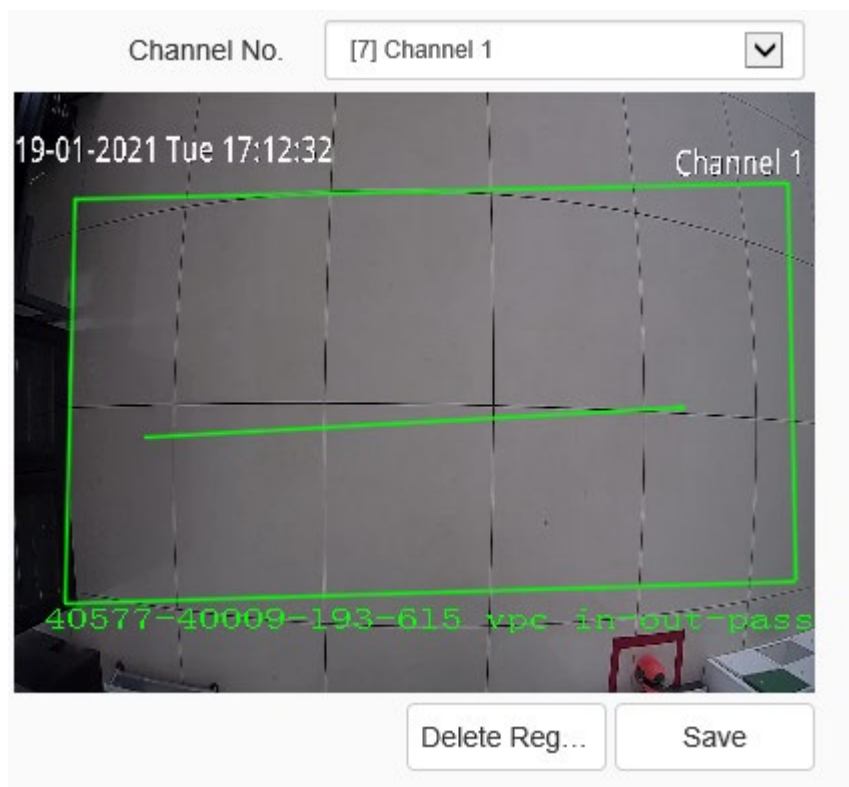 Channel No. [7] Channel 1
19-01-2021 Tue 17:12:32
Channel 1
40577-40009-193-615 vpc in-out-pass
Delete Reg... Save